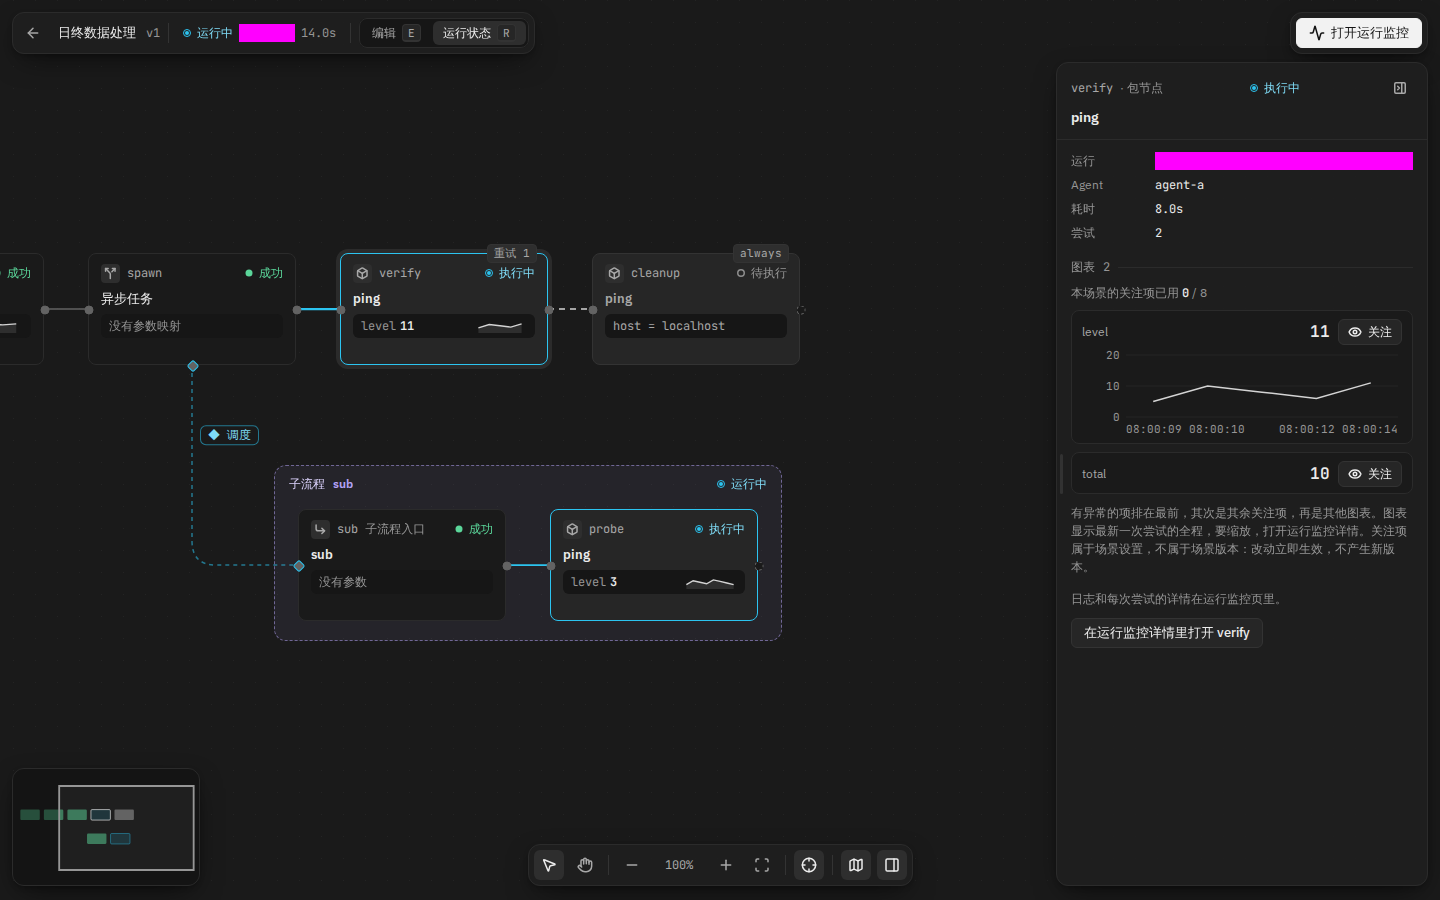 日终数据处理 v1 运行中 14.0s 编辑 E 运行状态 R
打开运行监控
verify · 包节点 执行中
ping
运行
Agent agent-a
耗时 8.0s
尝试 2
图表 2
本场景的关注项已用 0 / 8
level 11 关注
20
10
0
08:00:09 08:00:10 08:00:12 08:00:14
total 10 关注
有异常的项排在最前,其次是其余关注项,再是其他图表。图表
显示最新一次尝试的全程,要缩放,打开运行监控详情。关注项
属于场景设置,不属于场景版本:改动立即生效,不产生新版
本。
日志和每次尝试的详情在运行监控页里。
在运行监控详情里打开 verify
成功
spawn 成功
异步任务
没有参数映射
重试 1
verify 执行中
ping
level 11
always
cleanup 待执行
ping
host = localhost
调度
子流程 sub 运行中
sub 子流程入口 成功
sub
没有参数
probe 执行中
ping
level 3
100%